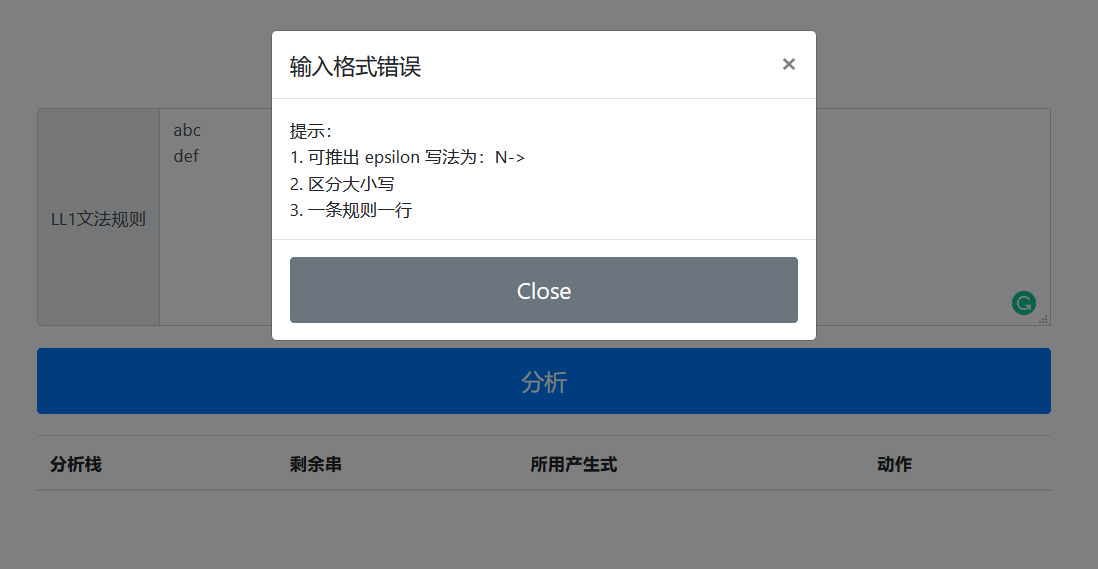 输入格式错误
×
提示：
1. 可推出 epsilon 写法为：N->
2. 区分大小写
3. 一条规则一行
Close
LL1文法规则
abc
def
分析
分析栈 剩余串 所用产生式 动作